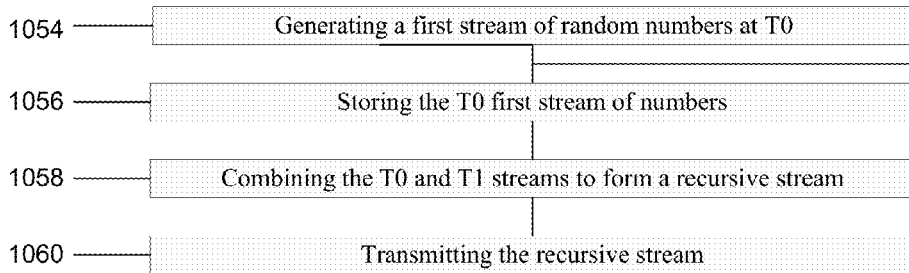 1054 Generating a first stream of random numbers at T0
1056 Storing the T0 first stream of numbers
1058 Combining the T0 and T1 streams to form a recursive stream
1060 Transmitting the recursive stream